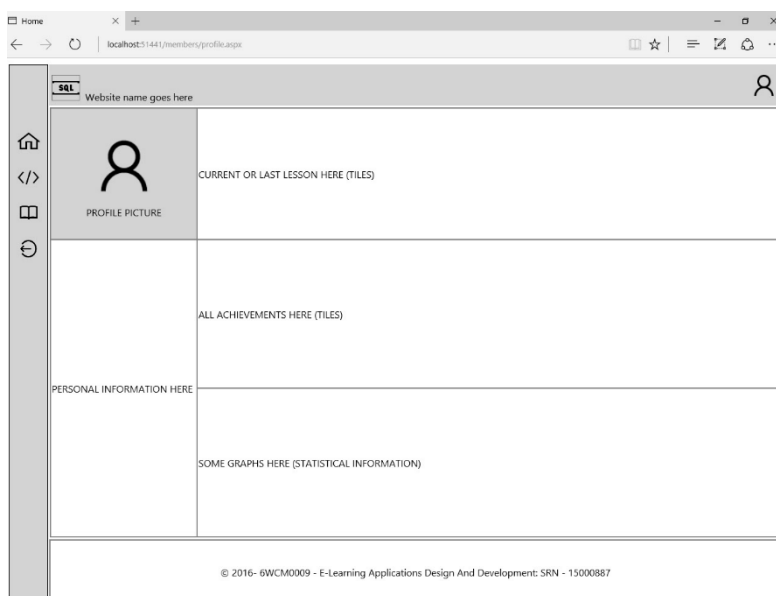 Home
localhost:51441/members/profile.aspx
SQL
Website name goes here
CURRENT OR LAST LESSON HERE (TILES)
PROFILE PICTURE
ALL ACHIEVEMENTS HERE (TILES)
PERSONAL INFORMATION HERE
SOME GRAPHS HERE (STATISTICAL INFORMATION)
© 2016- 6WCM0009 - E-Learning Applications Design And Development: SRN - 15000887